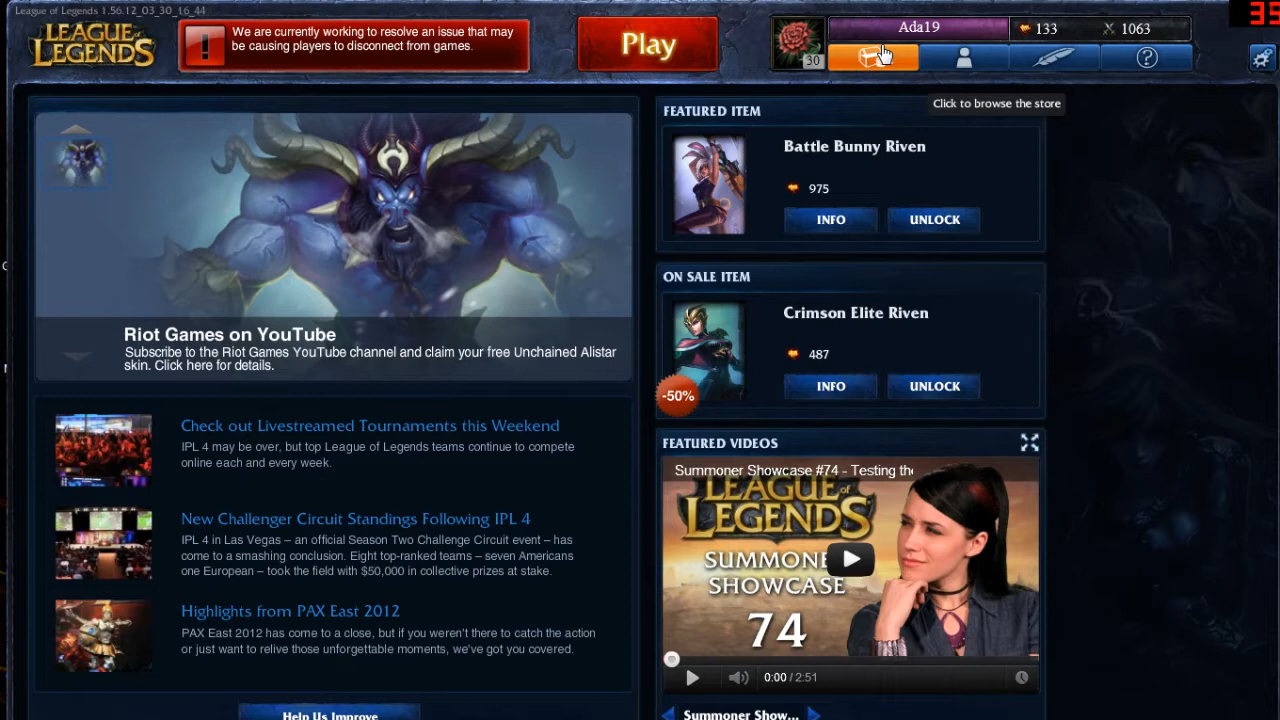 League of Legends 1.56.12_03_30_16_44
LEAGUE of
LEGENDS
We are currently working to resolve an issue that may
be causing players to disconnect from games.
Play
30
Ada19
133
1063
?
35
Click to browse the store
FEATURED ITEM
Battle Bunny Riven
975
INFO
UNLOCK
ON SALE ITEM
Crimson Elite Riven
487
-50%
INFO
UNLOCK
Riot Games on YouTube
Subscribe to the Riot Games YouTube channel and claim your free Unchained Alistar
skin. Click here for details.
Check out Livestreamed Tournaments this Weekend
IPL 4 may be over, but top League of Legends teams continue to compete
online each and every week.
New Challenger Circuit Standings Following IPL 4
IPL 4 in Las Vegas – an official Season Two Challenge Circuit event – has
come to a smashing conclusion. Eight top-ranked teams – seven Americans
one European – took the field with $50,000 in collective prizes at stake.
Highlights from PAX East 2012
PAX East 2012 has come to a close, but if you weren't there to catch the action
or just want to relive those unforgettable moments, we've got you covered.
Help Us Improve
FEATURED VIDEOS
Summoner Showcase #74 - Testing the
LEAGUE of
LEGENDS
SUMMONE
SHOWCASE
74
0:00 / 2:51
Summoner Show...